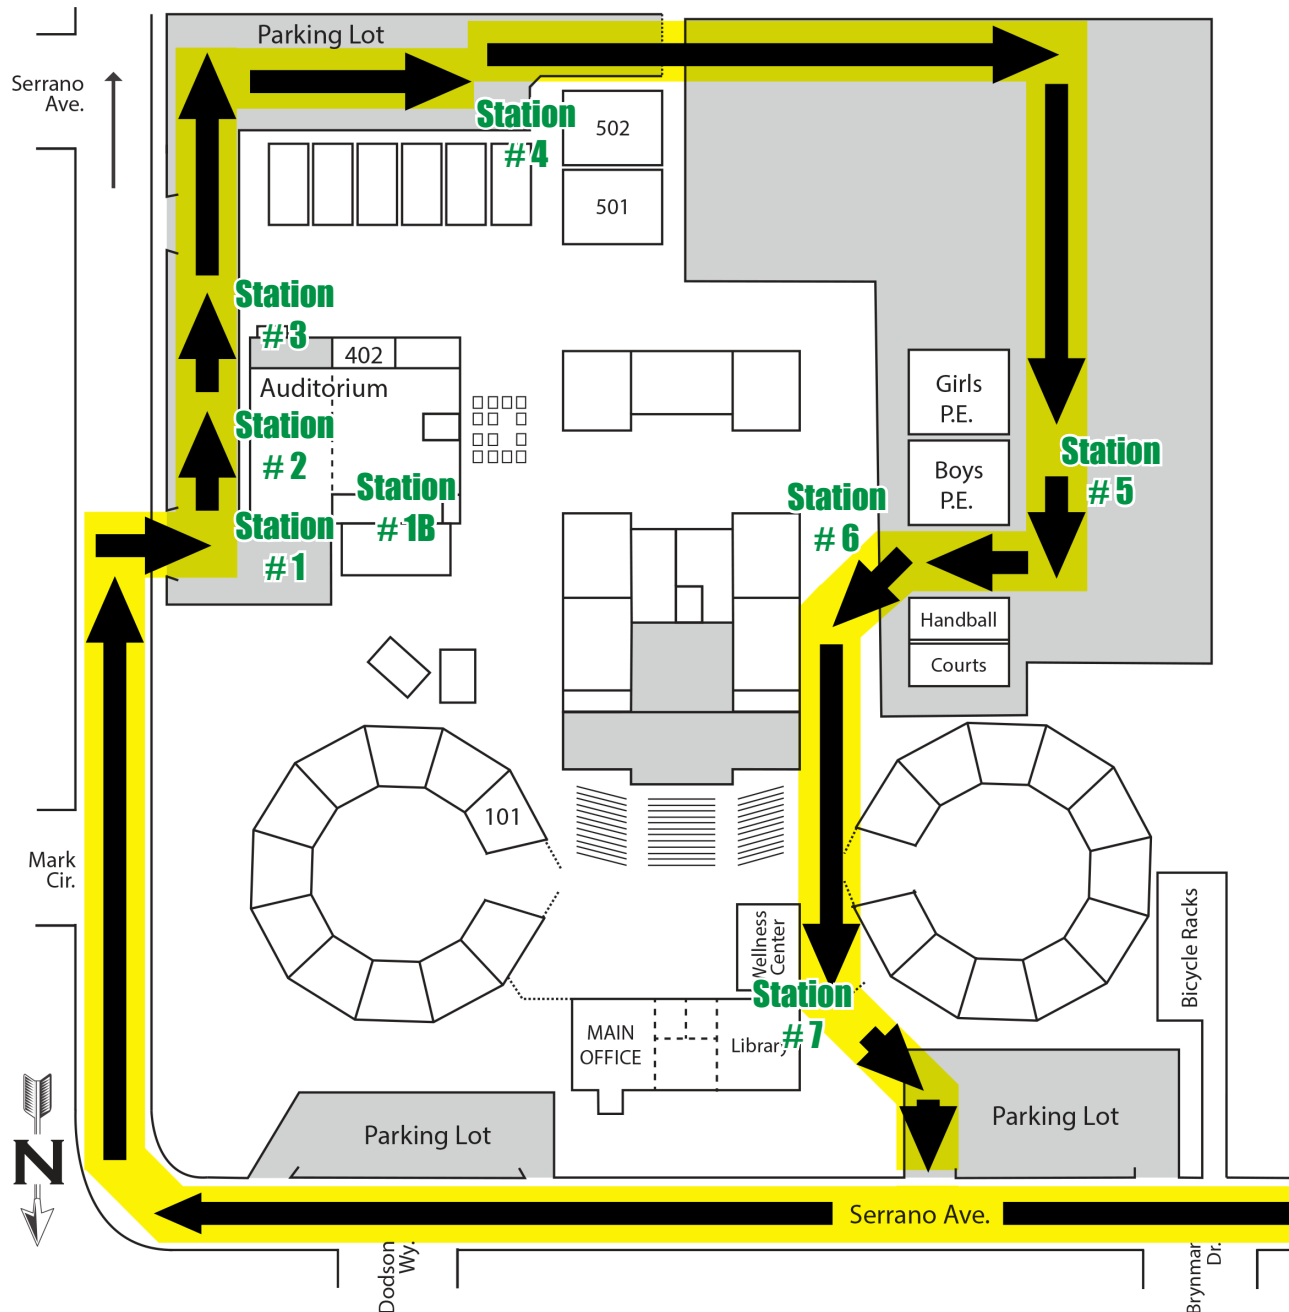 Parking Lot
Serrano
Ave.
Station
#4
502
501
Station
#3
402
Auditorium
Girls
P.E.
Station
#2
Station
#5
Boys
P.E.
Station
#1B
Station
#6
Station
#1
Handball
Courts
101
Mark
Cir.
Wellness
Center
Bicycle Racks
Station
#7
MAIN
OFFICE
Library
Parking Lot
Parking Lot
N
Serrano Ave.
Dodson
Wy.
Brynmar
Dr.